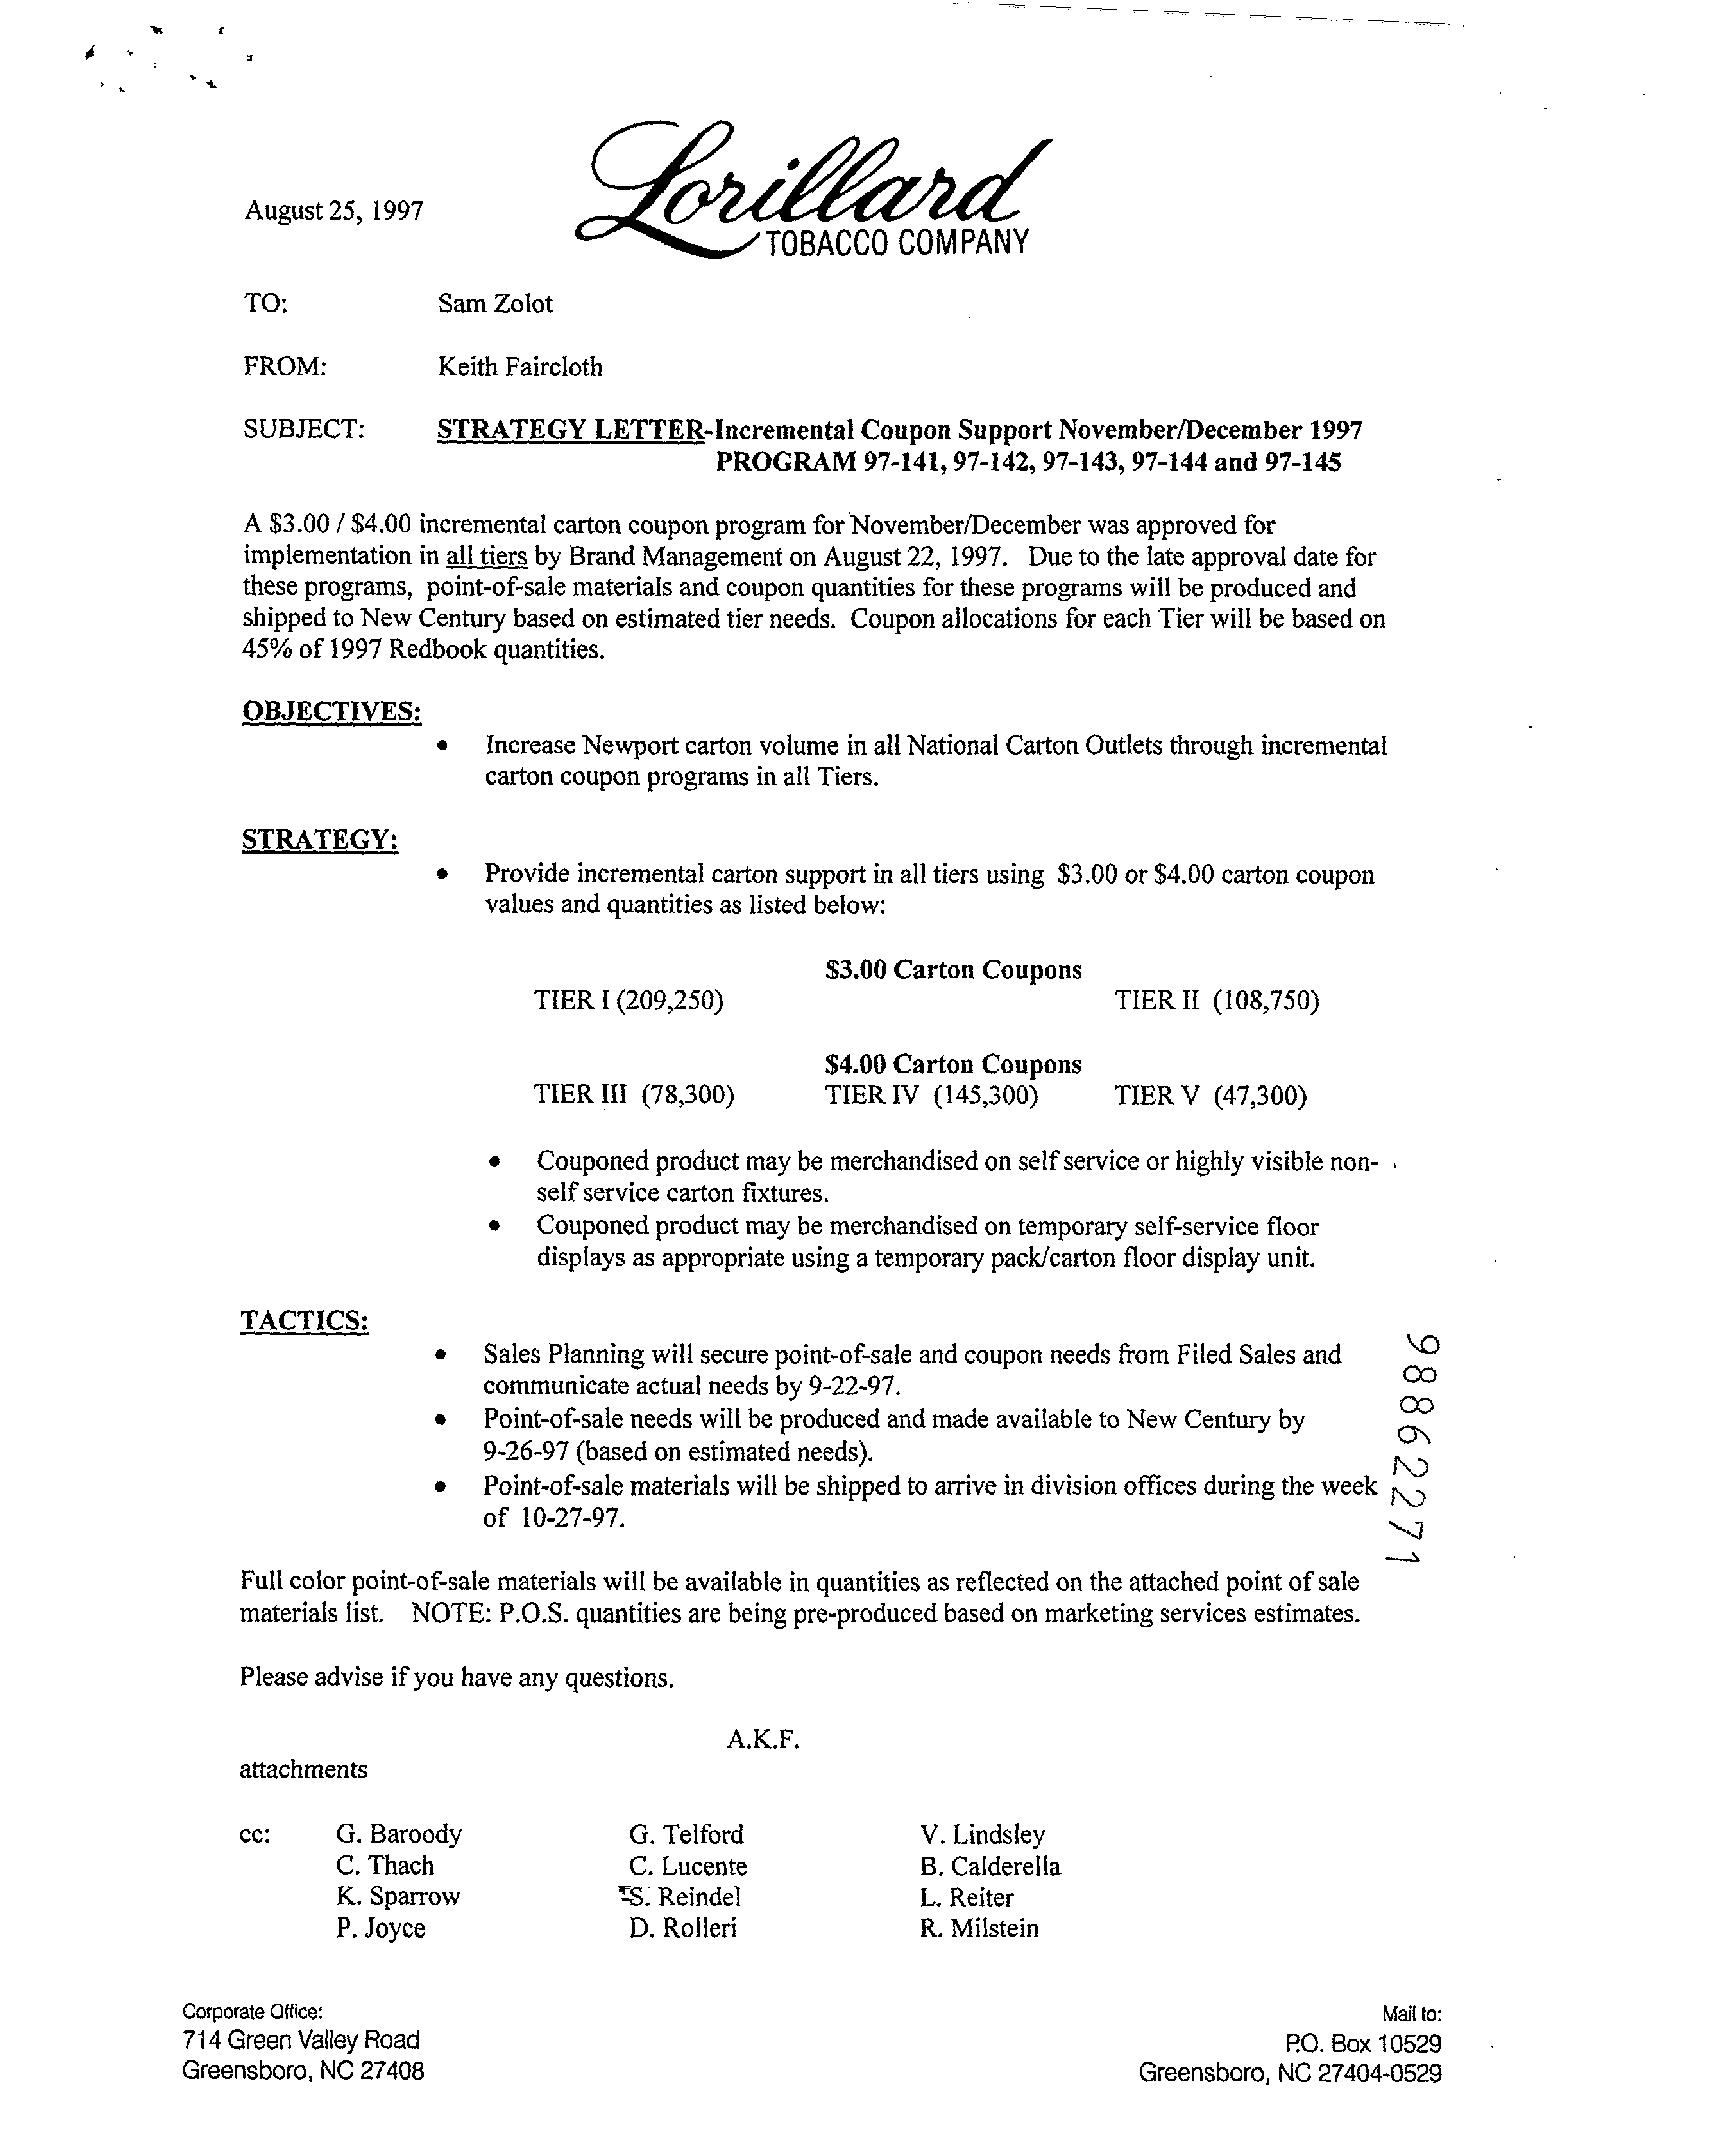 Lorillard
August 25, 1997
TOBACCO COMPANY
TO: Sam Zolot
FROM: Keith Faircloth
SUBJECT: STRATEGY LETTER-Incremental Coupon Support November/December 1997
PROGRAM 97-141, 97-142, 97-143, 97-144 and 97-145
A $3.00 / $4.00 incremental carton coupon program for November/December was approved for
implementation in all tiers by Brand Management on August 22, 1997. Due to the late approval date for
these programs, point-of-sale materials and coupon quantities for these programs will be produced and
shipped to New Century based on estimated tier needs. Coupon allocations for each Tier will be based on
45% of 1997 Redbook quantities.
OBJECTIVES:
• Increase Newport carton volume in all National Carton Outlets through incremental
carton coupon programs in all Tiers.
STRATEGY:
• Provide incremental carton support in all tiers using $3.00 or $4.00 carton coupon
values and quantities as listed below:
$3.00 Carton Coupons
TIER I (209,250) TIER II (108,750)
$4.00 Carton Coupons
TIER III (78,300) TIER IV (145,300) TIER V (47,300)
• Couponed product may be merchandised on self service or highly visible non-
self service carton fixtures.
• Couponed product may be merchandised on temporary self-service floor
displays as appropriate using a temporary pack/carton floor display unit.
TACTICS:
• Sales Planning will secure point-of-sale and coupon needs from Filed Sales and
communicate actual needs by 9-22-97.
• Point-of-sale needs will be produced and made available to New Century by
9-26-97 (based on estimated needs).
• Point-of-sale materials will be shipped to arrive in division offices during the week
of 10-27-97.
98862271
Full color point-of-sale materials will be available in quantities as reflected on the attached point of sale
materials list. NOTE: P.O.S. quantities are being pre-produced based on marketing services estimates.
Please advise if you have any questions.
A.K.F.
attachments
cc: G. Baroody G. Telford V. Lindsley
C. Thach C. Lucente B. Calderella
K. Sparrow S. Reindel L. Reiter
P. Joyce D. Rolleri R. Milstein
Corporate Office: Mail to:
714 Green Valley Road P.O. Box 10529
Greensboro, NC 27408 Greensboro, NC 27404-0529